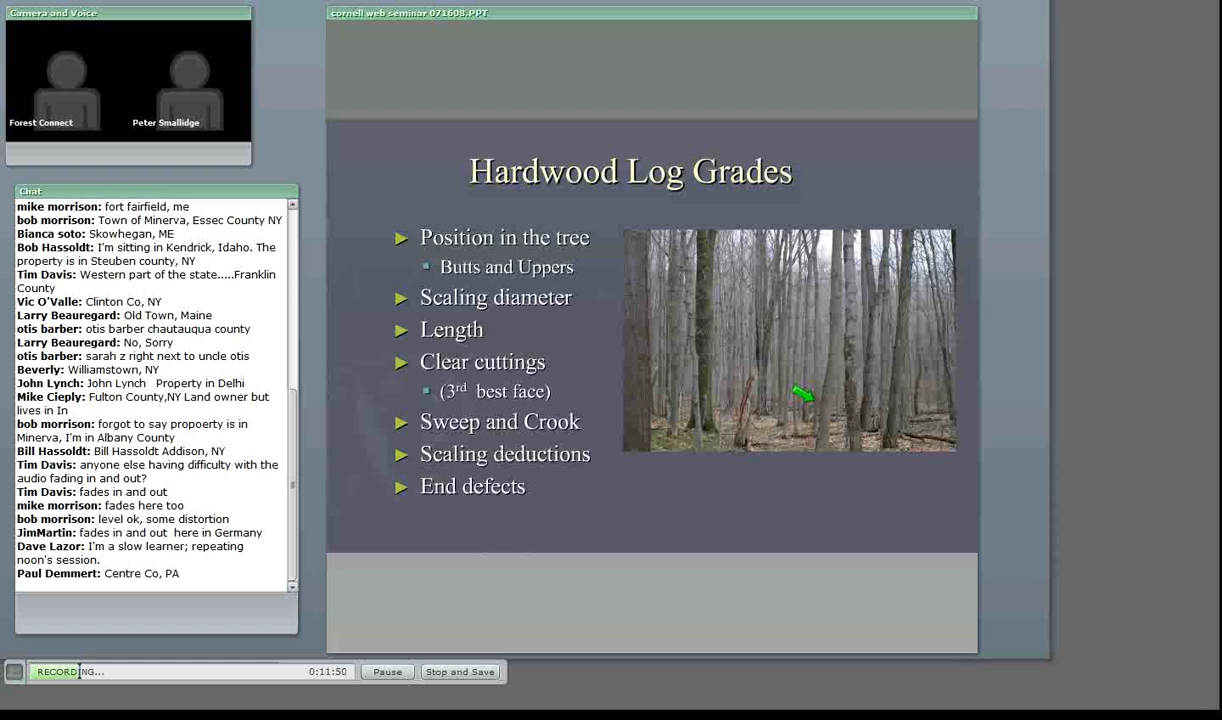 Camera and Voice
Forest Connect
Peter Smallidge
Chat
mike morrison: fort fairfield, me
bob morrison: Town of Minerva, Essec County NY
Bianca soto: Skowhegan, ME
Bob Hassoldt: I'm sitting in Kendrick, Idaho. The
property is in Steuben county, NY.
Tim Davis: Western part of the state.....Franklin
County
Vic O'Valle: Clinton Co, NY
Larry Beauregard: Old Town, Maine
otis barber: otis barber chautauqua county
Larry Beauregard: No, Sorry
otis barber: sarah z right next to uncle otis
Beverly: Williamstown, NY
John Lynch: John Lynch Property in Delhi
Mike Cieply: Fulton County,NY Land owner but
lives in In
bob morrison: forgot to say propoerty is in
Minerva, I'm in Albany County
Bill Hassoldt: Bill Hassoldt Addison, NY
Tim Davis: anyone else having difficulty with the
audio fading in and out?
Tim Davis: fades in and out
mike morrison: fades here too
bob morrison: level ok, some distortion
JimMartin: fades in and out here in Germany
Dave Lazor: I'm a slow learner; repeating
noon's session.
Paul Demmert: Centre Co, PA
cornell web seminar 071608.PPT
Hardwood Log Grades
Position in the tree
Butts and Uppers
Scaling diameter
Length
Clear cuttings
(3rd best face)
Sweep and Crook
Scaling deductions
End defects
RECORDING...
0:11:50
Pause
Stop and Save